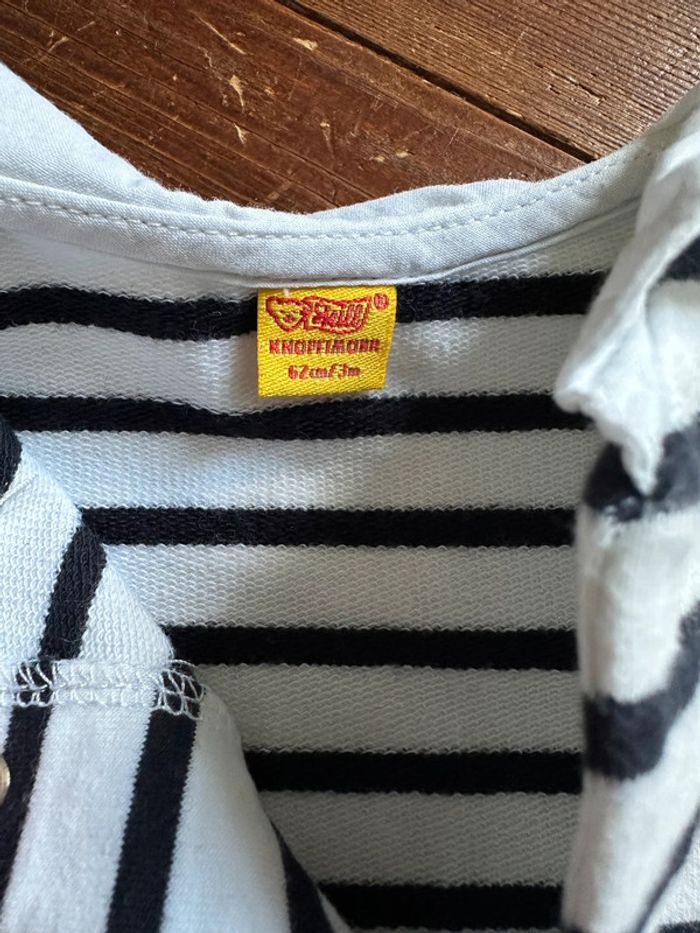 Steiff ®
KNOPFIMOHR
62cm/3m